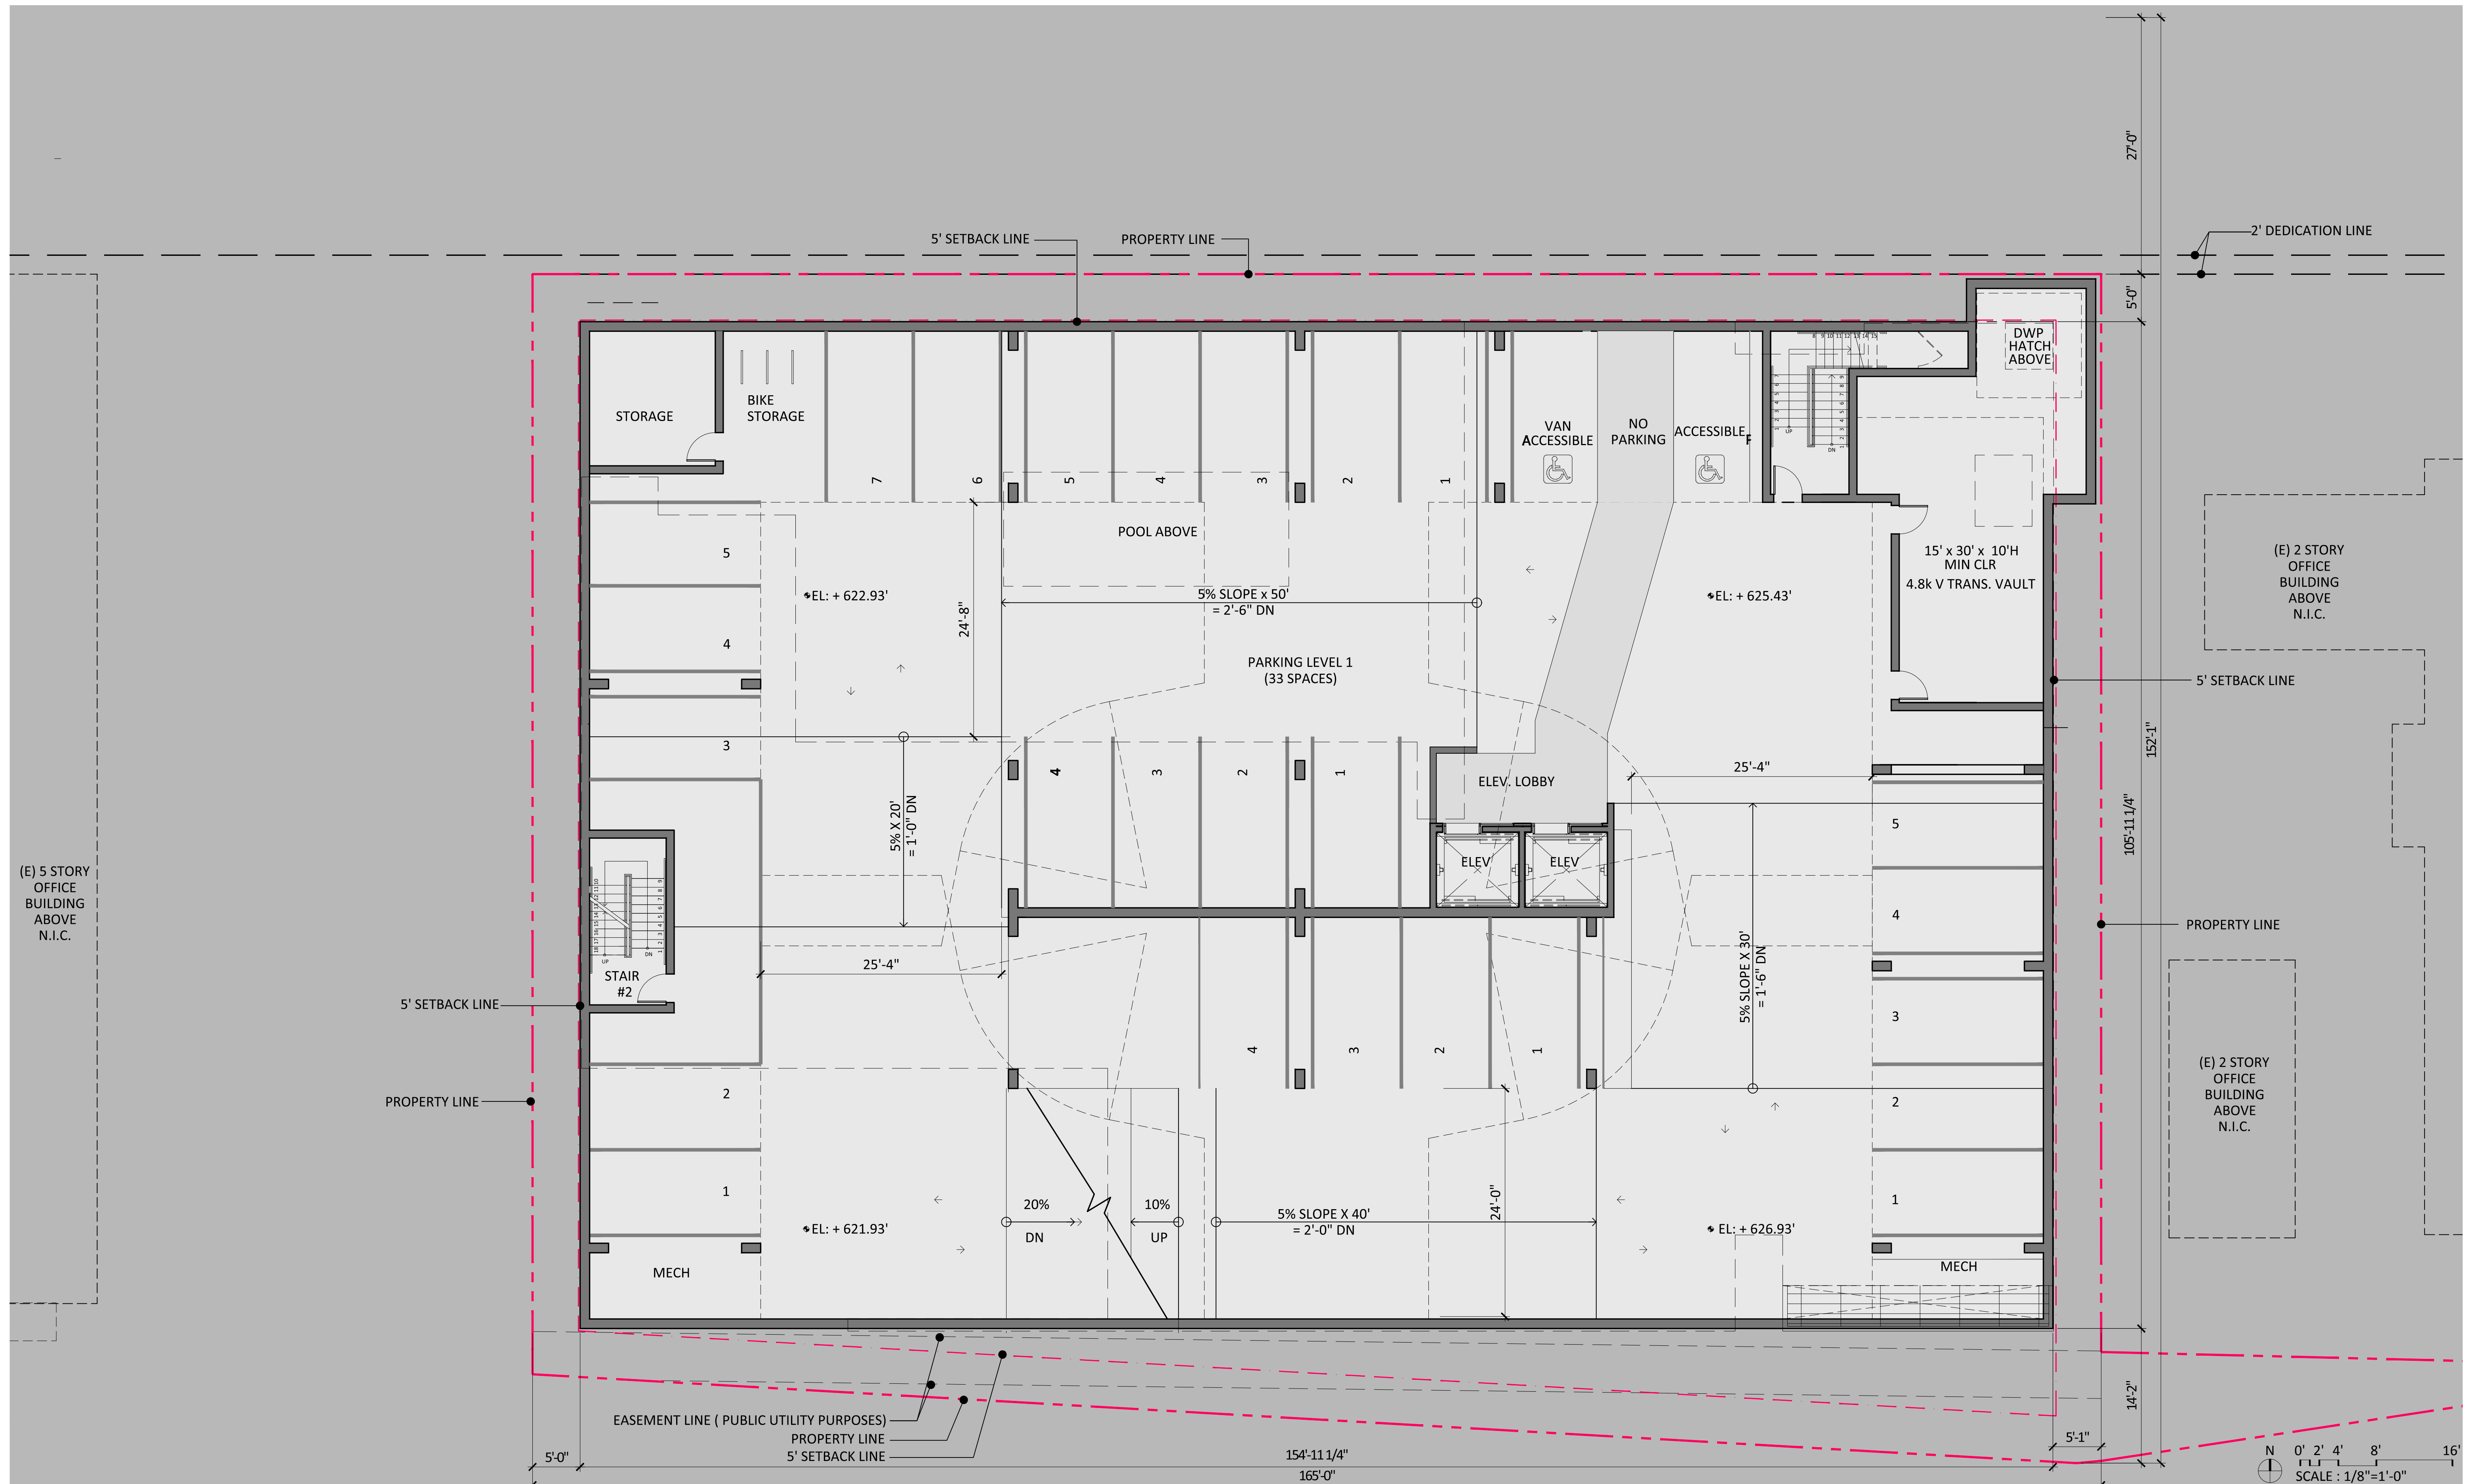 27'-0"
5' SETBACK LINE
PROPERTY LINE
2' DEDICATION LINE
5'-0"
DWP
HATCH
ABOVE
STORAGE
BIKE
STORAGE
7
6
5
4
3
2
1
VAN
ACCESSIBLE
NO
PARKING
ACCESSIBLE
F
UP
DN
5
4
3
POOL ABOVE
EL: + 622.93'
24'-8"
5% SLOPE x 50'
= 2'-6" DN
EL: + 625.43'
15' x 30' x 10'H
MIN CLR
4.8k V TRANS. VAULT
(E) 2 STORY
OFFICE
BUILDING
ABOVE
N.I.C.
PARKING LEVEL 1
(33 SPACES)
5' SETBACK LINE
152'-1"
105'-11 1/4"
4
3
2
1
ELEV. LOBBY
25'-4"
5% X 20'
= 1'-0" DN
ELEV
ELEV
5
4
3
2
1
(E) 5 STORY
OFFICE
BUILDING
ABOVE
N.I.C.
PROPERTY LINE
UP
DN
STAIR
#2
25'-4"
5% SLOPE X 30'
= 1'-6" DN
5' SETBACK LINE
4
3
2
1
PROPERTY LINE
2
1
(E) 2 STORY
OFFICE
BUILDING
ABOVE
N.I.C.
EL: + 621.93'
20%
DN
10%
UP
5% SLOPE X 40'
= 2'-0" DN
24'-0"
EL: + 626.93'
MECH
MECH
EASEMENT LINE ( PUBLIC UTILITY PURPOSES)
PROPERTY LINE
5' SETBACK LINE
14'-2"
5'-0"
154'-11 1/4"
5'-1"
165'-0"
N
0' 2' 4' 8' 16'
SCALE : 1/8"=1'-0"